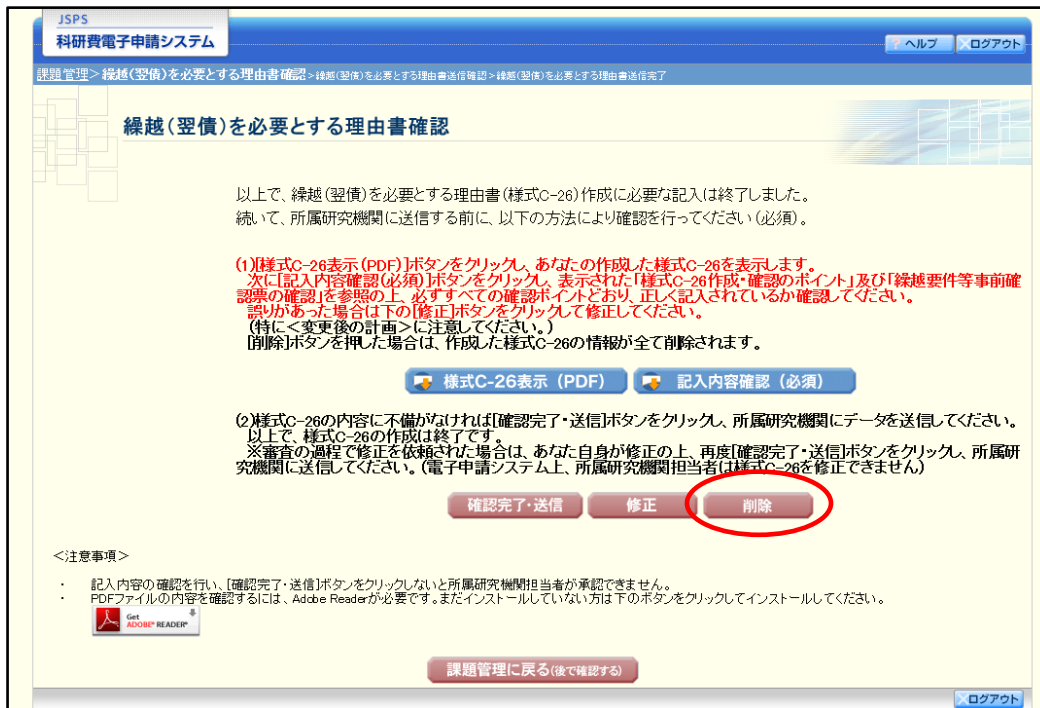 JSPS
科研費電子申請システム
? ヘルプ
ログアウト
課題管理>繰越(翌債)を必要とする理由書確認>繰越(翌債)を必要とする理由書送信確認>繰越(翌債)を必要とする理由書送信完了
繰越(翌債)を必要とする理由書確認
以上で、繰越(翌債)を必要とする理由書(様式C-26)作成に必要な記入は終了しました。
続いて、所属研究機関に送信する前に、以下の方法により確認を行ってください(必須)。
(1)[様式C-26表示(PDF)]ボタンをクリックし、あなたの作成した様式C-26を表示します。
次に[記入内容確認(必須)]ボタンをクリックし、表示された「様式C-26作成・確認のポイント」及び「繰越要件等事前確
認票の確認」を参照の上、必ずすべての確認ポイントどおり、正しく記入されているか確認してください。
誤りがあった場合は下の[修正]ボタンをクリックして修正してください。
(特に<変更後の計画>に注意してください。)
[削除]ボタンを押した場合は、作成した様式C-26の情報が全て削除されます。
様式C-26表示(PDF)
記入内容確認(必須)
(2)様式C-26の内容に不備がなければ[確認完了・送信]ボタンをクリックし、所属研究機関にデータを送信してください。
以上で、様式C-26の作成は終了です。
※審査の過程で修正を依頼された場合は、あなた自身が修正の上、再度[確認完了・送信]ボタンをクリックし、所属研
究機関に送信してください。(電子申請システム上、所属研究機関担当者は様式C-26を修正できません)
確認完了・送信
修正
削除
<注意事項>
・ 記入内容の確認を行い、[確認完了・送信]ボタンをクリックしないと所属研究機関担当者が承認できません。
・ PDFファイルの内容を確認するには、Adobe Readerが必要です。まだインストールしていない方は下のボタンをクリックしてインストールしてください。
Get
ADOBE® READER®
課題管理に戻る(後で確認する)
ログアウト